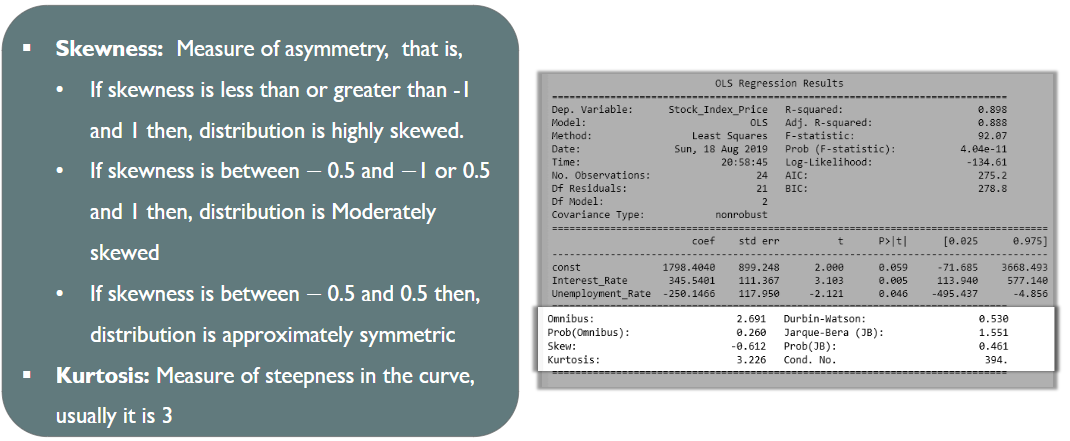 ▪ Skewness: Measure of asymmetry, that is,
• If skewness is less than or greater than -1
and 1 then, distribution is highly skewed.
• If skewness is between – 0.5 and –1 or 0.5
and 1 then, distribution is Moderately
skewed
• If skewness is between – 0.5 and 0.5 then,
distribution is approximately symmetric
▪ Kurtosis: Measure of steepness in the curve,
usually it is 3
OLS Regression Results
Dep. Variable: Stock_Index_Price R-squared: 0.898
Model: OLS Adj. R-squared: 0.888
Method: Least Squares F-statistic: 92.07
Date: Sun, 18 Aug 2019 Prob (F-statistic): 4.04e-11
Time: 20:58:45 Log-Likelihood: -134.61
No. Observations: 24 AIC: 275.2
Df Residuals: 21 BIC: 278.8
Df Model: 2
Covariance Type: nonrobust
coef std err t P>|t| [0.025 0.975]
const 1798.4040 899.248 2.000 0.059 -71.685 3668.493
Interest_Rate 345.5401 111.367 3.103 0.005 113.940 577.140
Unemployment_Rate -250.1466 117.950 -2.121 0.046 -495.437 -4.856
Omnibus: 2.691 Durbin-Watson: 0.530
Prob(Omnibus): 0.260 Jarque-Bera (JB): 1.551
Skew: -0.612 Prob(JB): 0.461
Kurtosis: 3.226 Cond. No. 394.